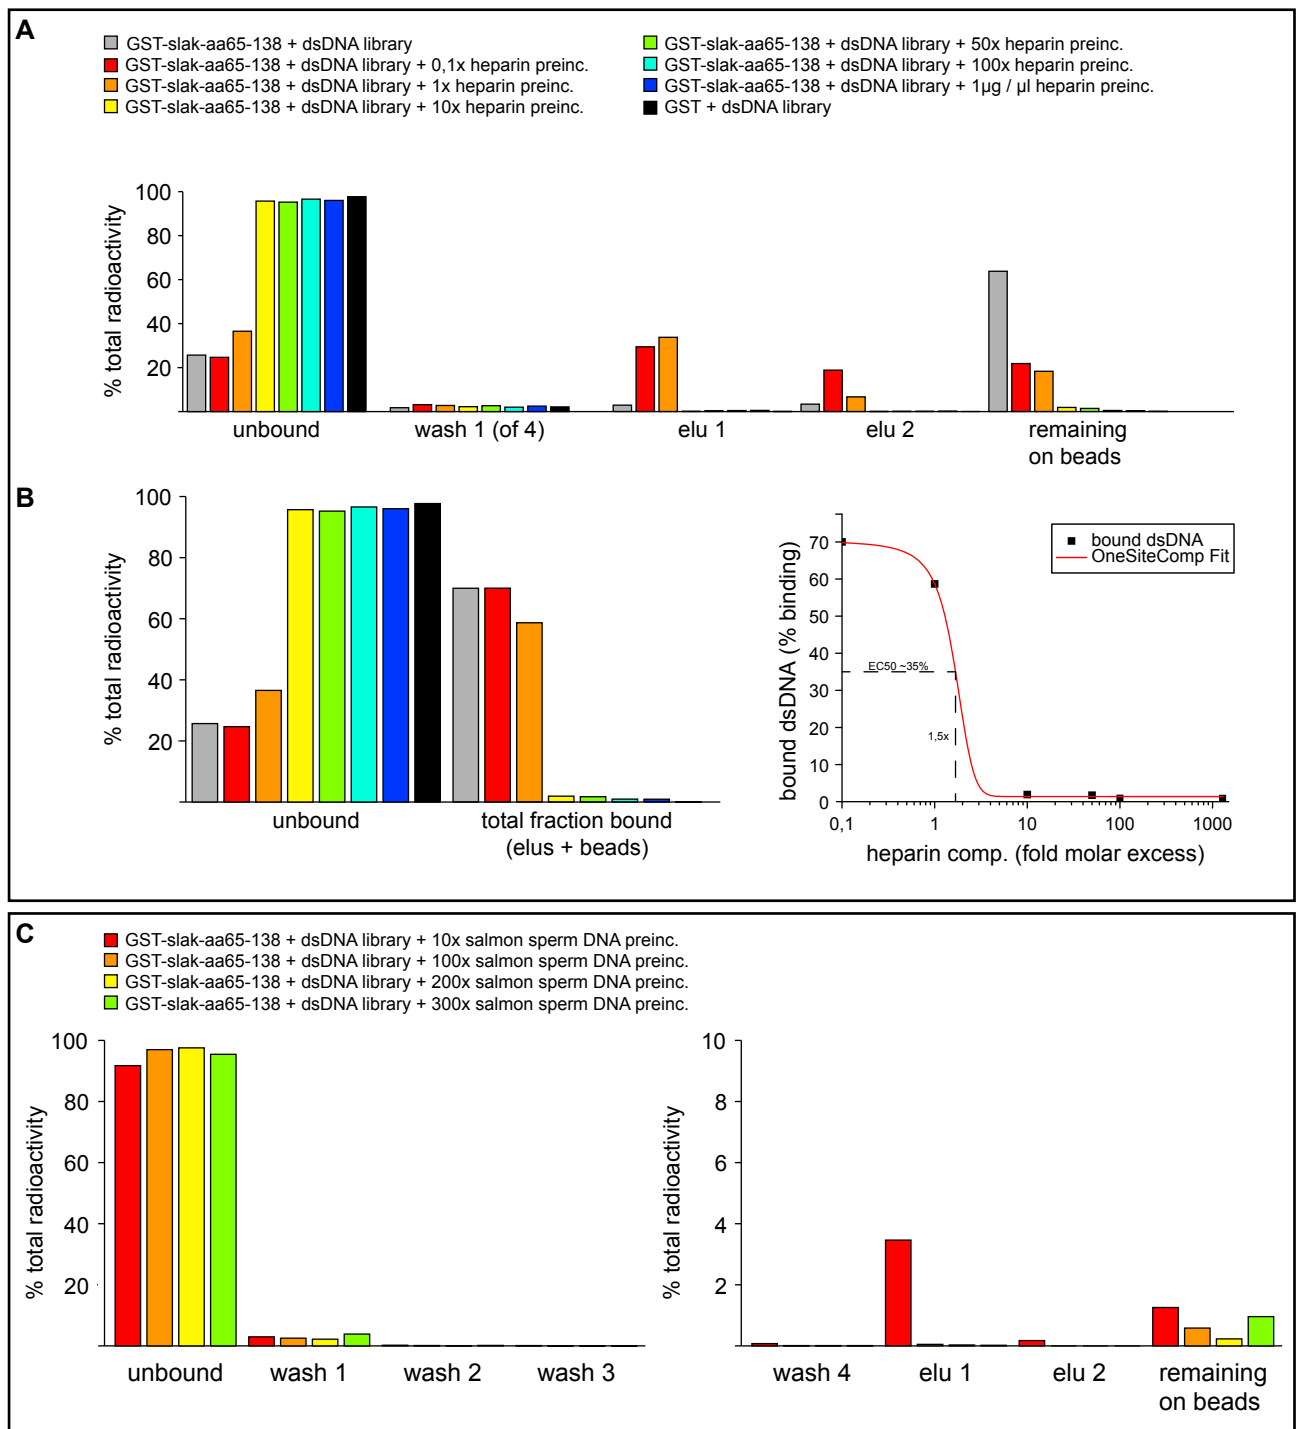 A
GST-slak-aa65-138 + dsDNA library
GST-slak-aa65-138 + dsDNA library + 0,1x heparin preinc.
GST-slak-aa65-138 + dsDNA library + 1x heparin preinc.
GST-slak-aa65-138 + dsDNA library + 10x heparin preinc.
GST-slak-aa65-138 + dsDNA library + 50x heparin preinc.
GST-slak-aa65-138 + dsDNA library + 100x heparin preinc.
GST-slak-aa65-138 + dsDNA library + 1µg / µl heparin preinc.
GST + dsDNA library
% total radioactivity
100
80
60
40
20
unbound
wash 1 (of 4)
elu 1
elu 2
remaining
on beads
B
% total radioactivity
100
80
60
40
20
unbound
total fraction bound
(elus + beads)
bound dsDNA (% binding)
70
60
50
40
30
20
10
0
bound dsDNA
OneSiteComp Fit
EC50 ~35%
1,5x
0,1
1
10
100
1000
heparin comp. (fold molar excess)
C
GST-slak-aa65-138 + dsDNA library + 10x salmon sperm DNA preinc.
GST-slak-aa65-138 + dsDNA library + 100x salmon sperm DNA preinc.
GST-slak-aa65-138 + dsDNA library + 200x salmon sperm DNA preinc.
GST-slak-aa65-138 + dsDNA library + 300x salmon sperm DNA preinc.
% total radioactivity
100
80
60
40
20
unbound
wash 1
wash 2
wash 3
% total radioactivity
10
8
6
4
2
wash 4
elu 1
elu 2
remaining
on beads